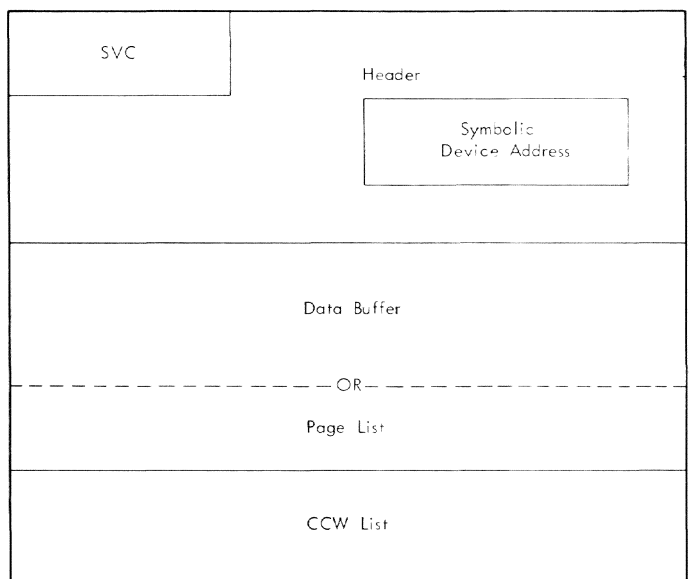 SVC
Header
Symbolic
Device Address
Data Buffer
OR
Page List
CCW List